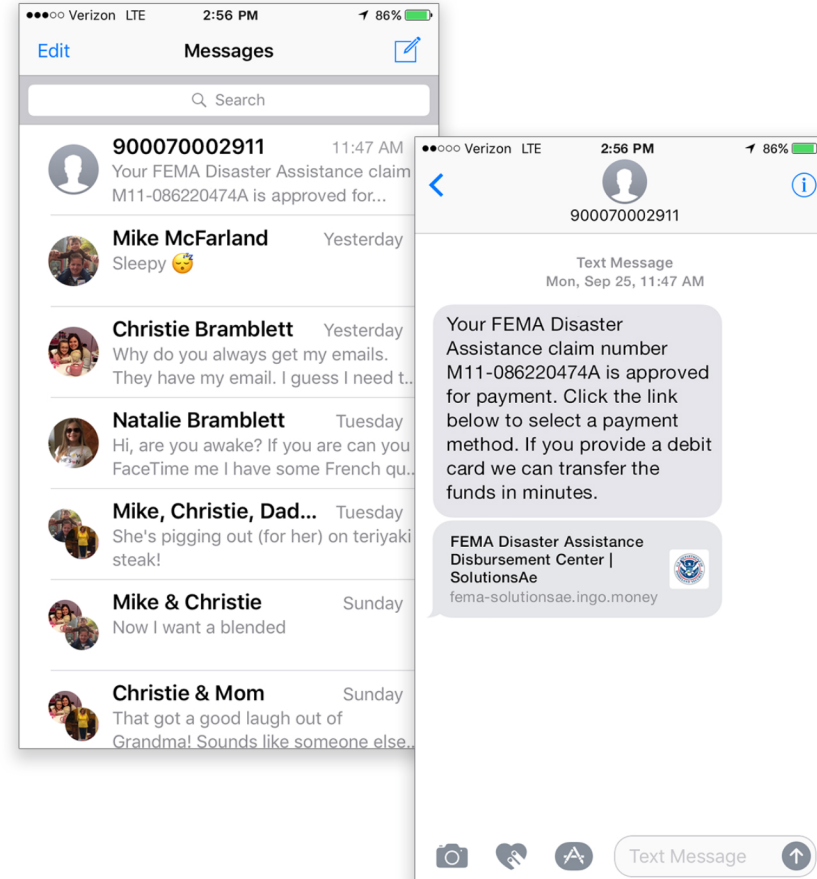 Verizon LTE 2:56 PM 86%
Edit Messages
Search
900070002911 11:47 AM
Your FEMA Disaster Assistance claim
M11-086220474A is approved for...
Mike McFarland Yesterday
Sleepy 😴
Christie Bramblett Yesterday
Why do you always get my emails.
They have my email. I guess I need t...
Natalie Bramblett Tuesday
Hi, are you awake? If you are can you
FaceTime me I have some French qu...
Mike, Christie, Dad... Tuesday
She's pigging out (for her) on teriyaki
steak!
Mike & Christie Sunday
Now I want a blended
Christie & Mom Sunday
That got a good laugh out of
Grandma! Sounds like someone else...
Verizon LTE 2:56 PM 86%
900070002911
Text Message
Mon, Sep 25, 11:47 AM
Your FEMA Disaster
Assistance claim number
M11-086220474A is approved
for payment. Click the link
below to select a payment
method. If you provide a debit
card we can transfer the
funds in minutes.
FEMA Disaster Assistance
Disbursement Center |
SolutionsAe
fema-solutionsae.ingo.money
Text Message